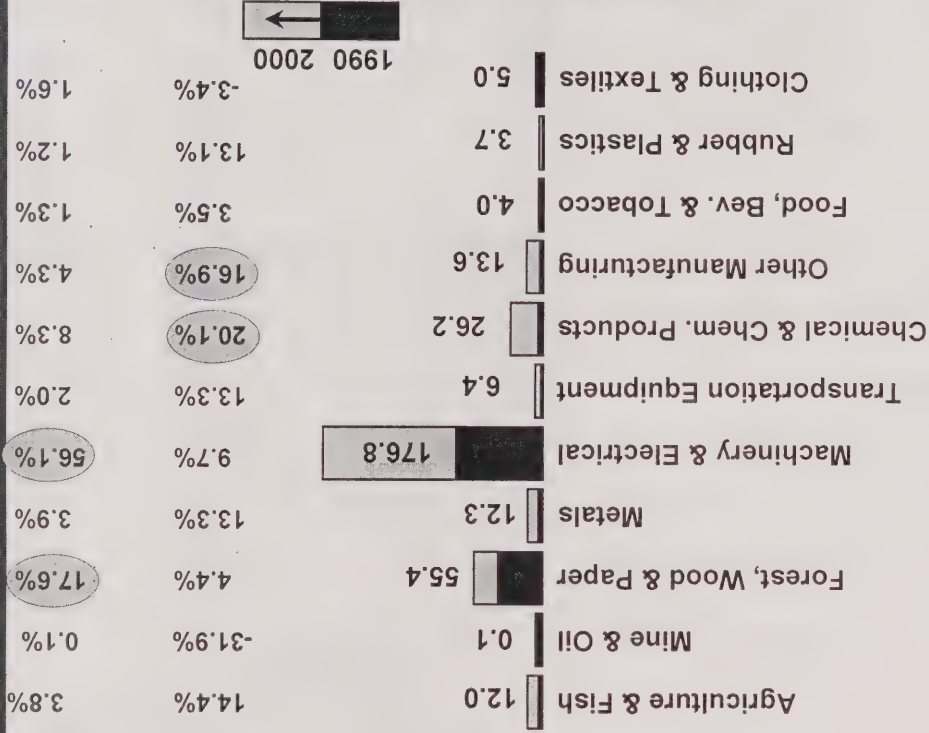 Agriculture & Fish 12.0 14.4% 3.8%
Mine & Oil 0.1 -31.9% 0.1%
Forest, Wood & Paper 55.4 4.4% 17.6%
Metals 12.3 13.3% 3.9%
Machinery & Electrical 176.8 9.7% 56.1%
Transportation Equipment 6.4 13.3% 2.0%
Chemical & Chem. Products 26.2 20.1% 8.3%
Other Manufacturing 13.6 16.9% 4.3%
Food, Bev. & Tobacco 4.0 3.5% 1.3%
Rubber & Plastics 3.7 13.1% 1.2%
Clothing & Textiles 5.0 -3.4% 1.6%
1990 2000